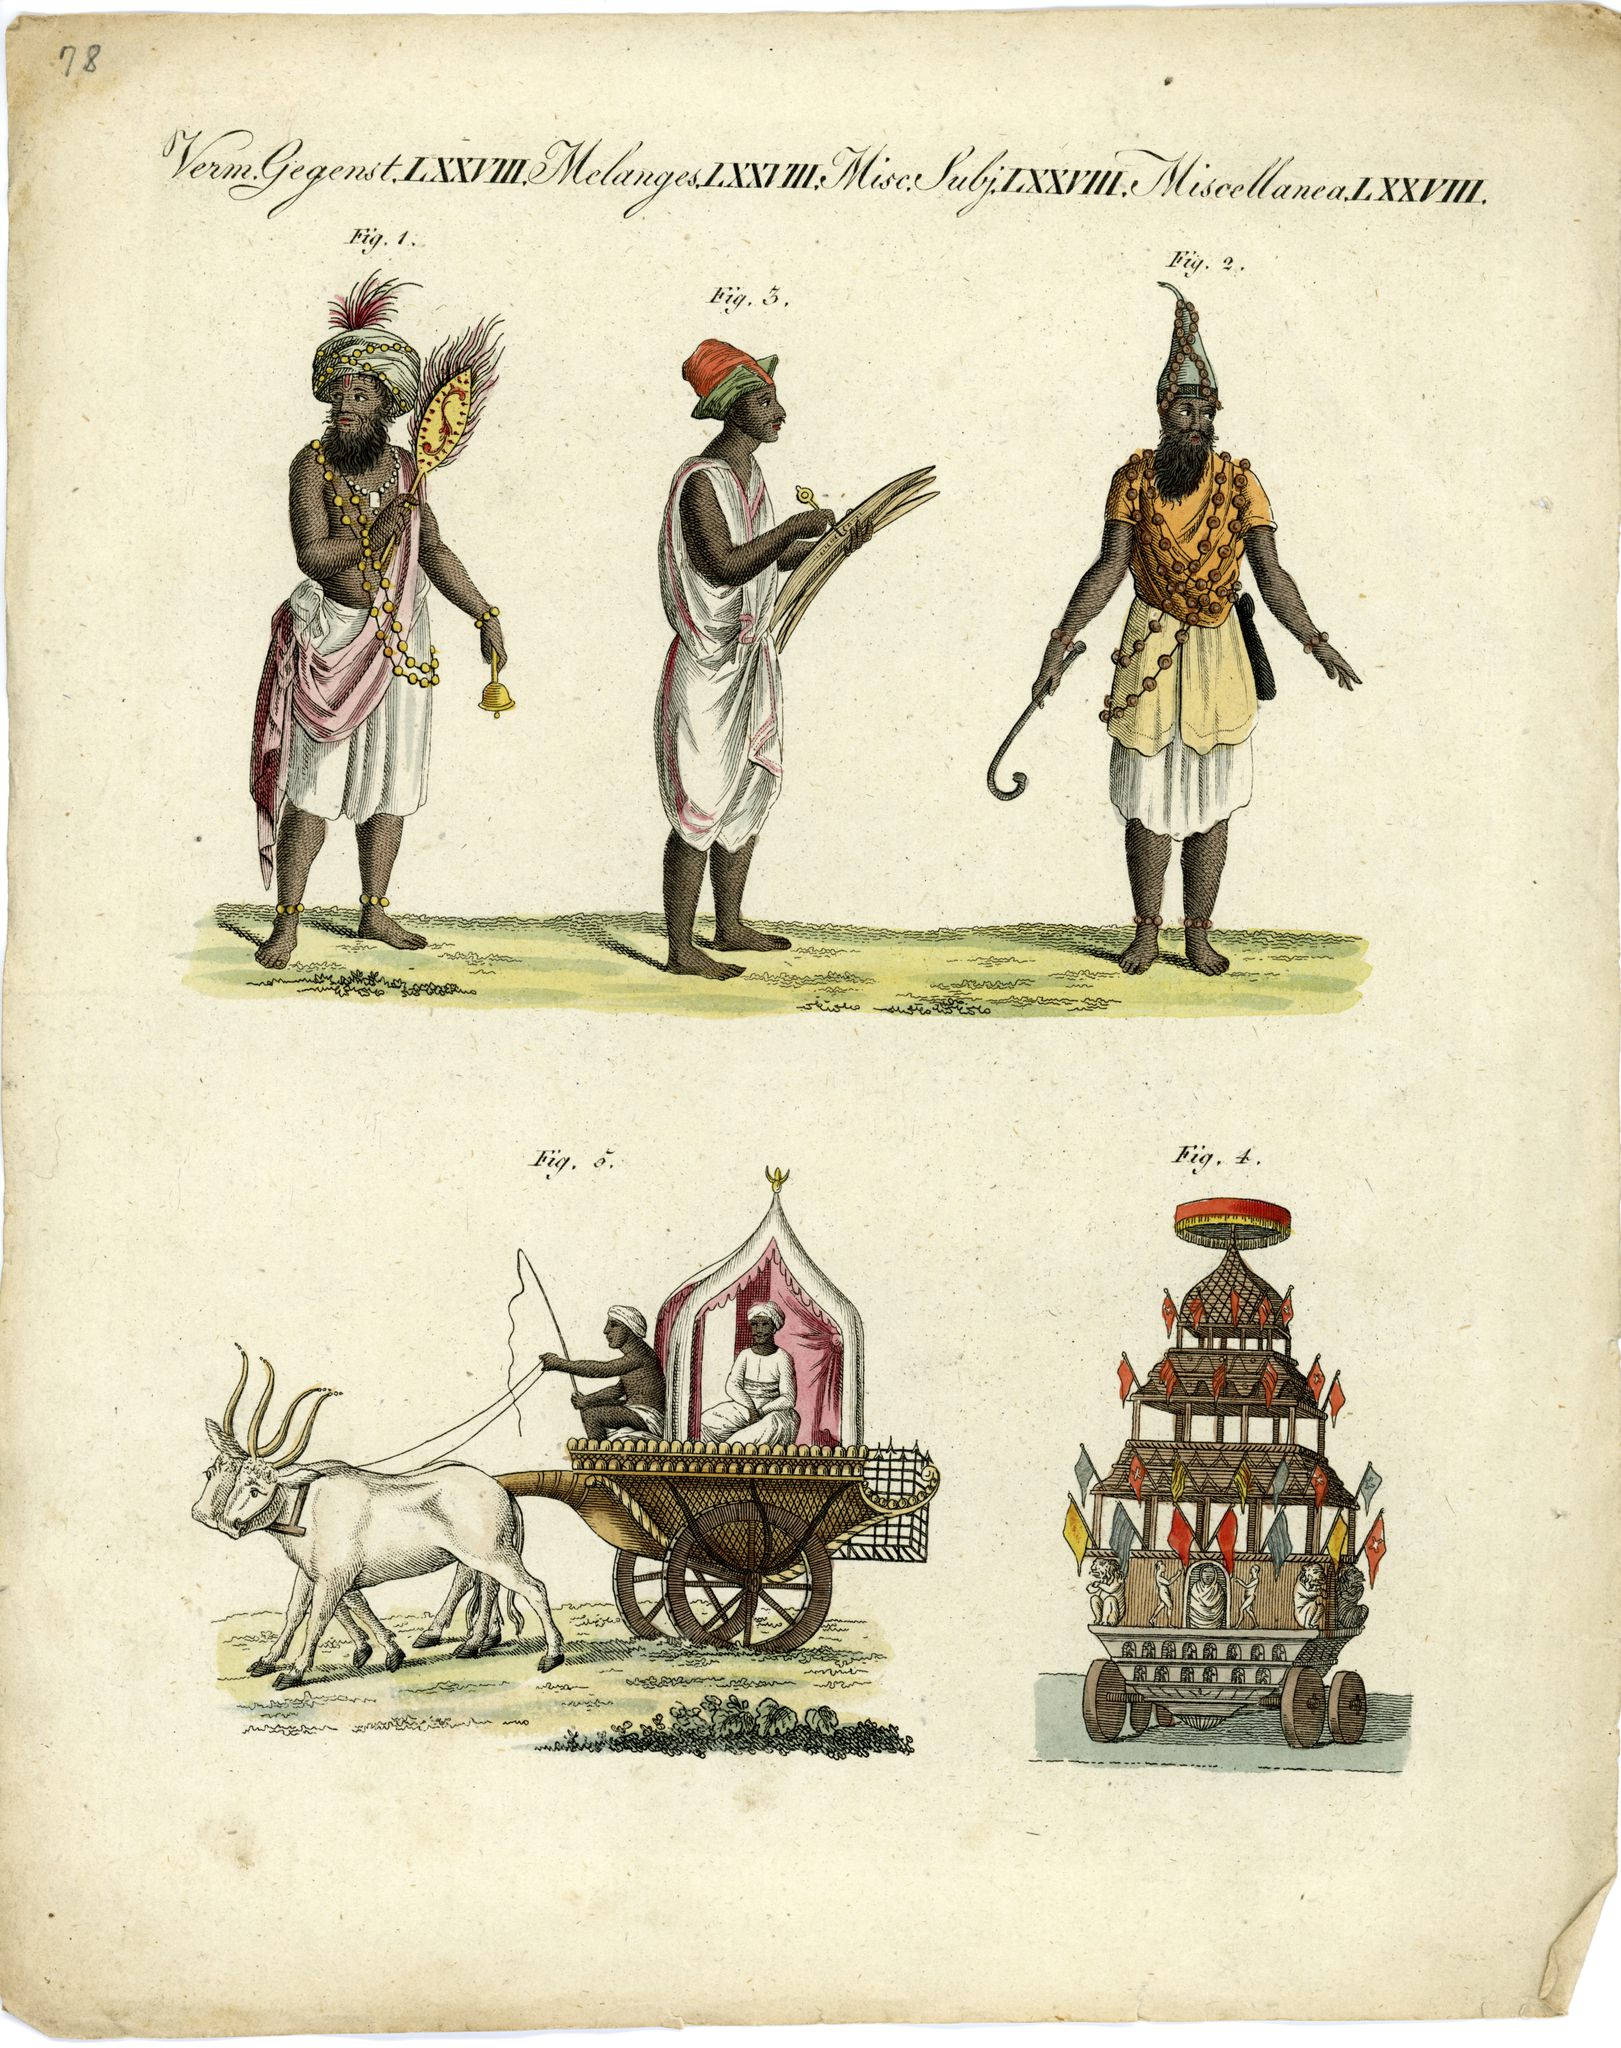 78
Verm. Gegenst. LXXVIII. Melanges. LXXVIII. Misc. Subj. LXXVIII. Miscellanea. LXXVIII.
Fig. 1.
Fig. 3.
Fig. 2.
Fig. 5.
Fig. 4.